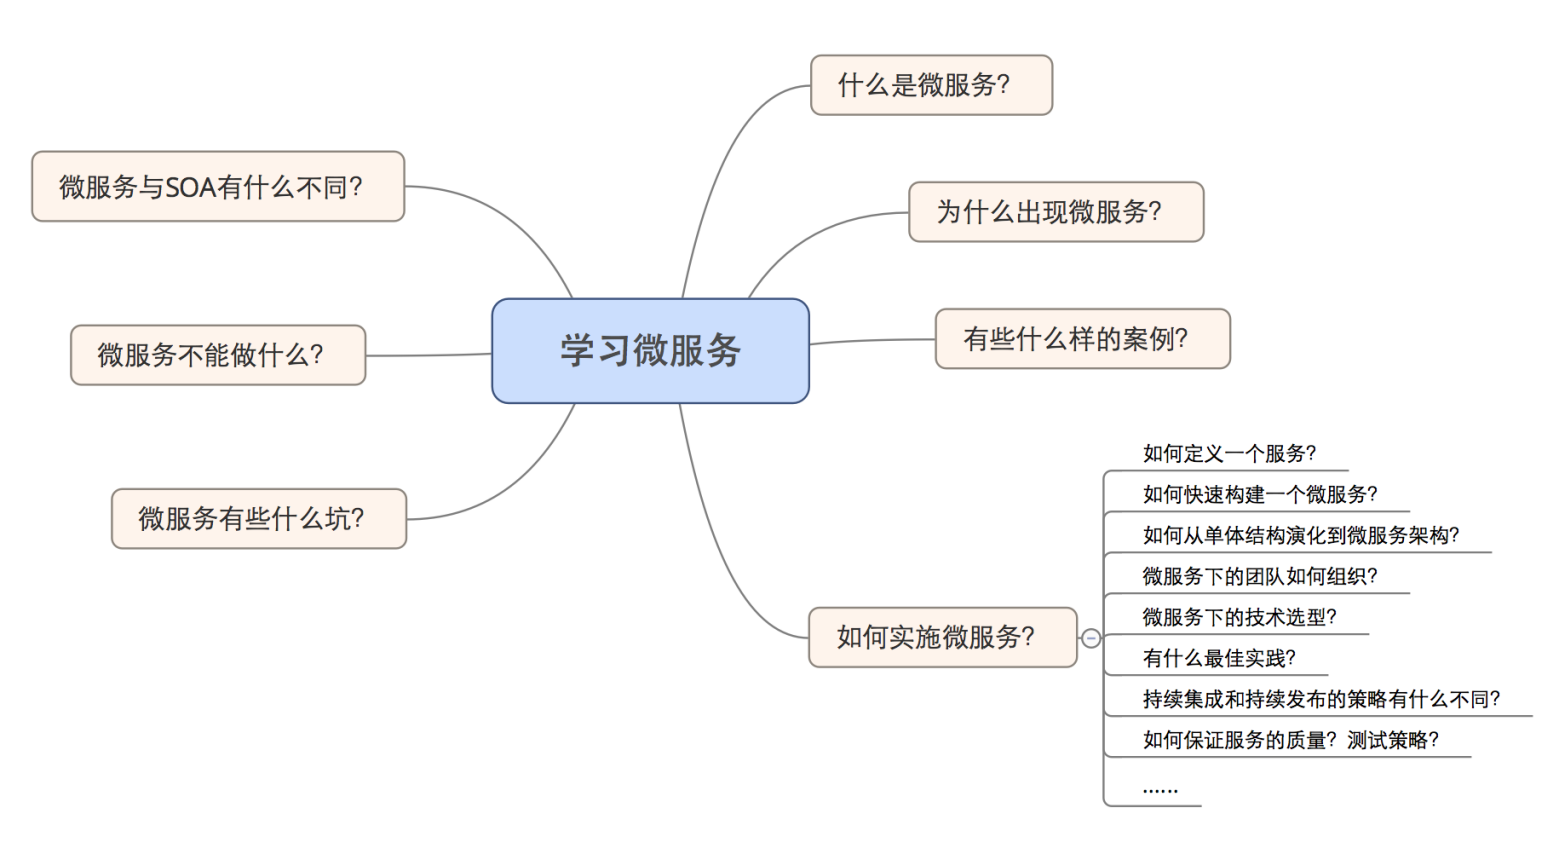 学习微服务
什么是微服务？
为什么出现微服务？
有些什么样的案例？
如何实施微服务？
如何定义一个服务？
如何快速构建一个微服务？
如何从单体结构演化到微服务架构？
微服务下的团队如何组织？
微服务下的技术选型？
有什么最佳实践？
持续集成和持续发布的策略有什么不同？
如何保证服务的质量？测试策略？
……
微服务与SOA有什么不同？
微服务不能做什么？
微服务有些什么坑？